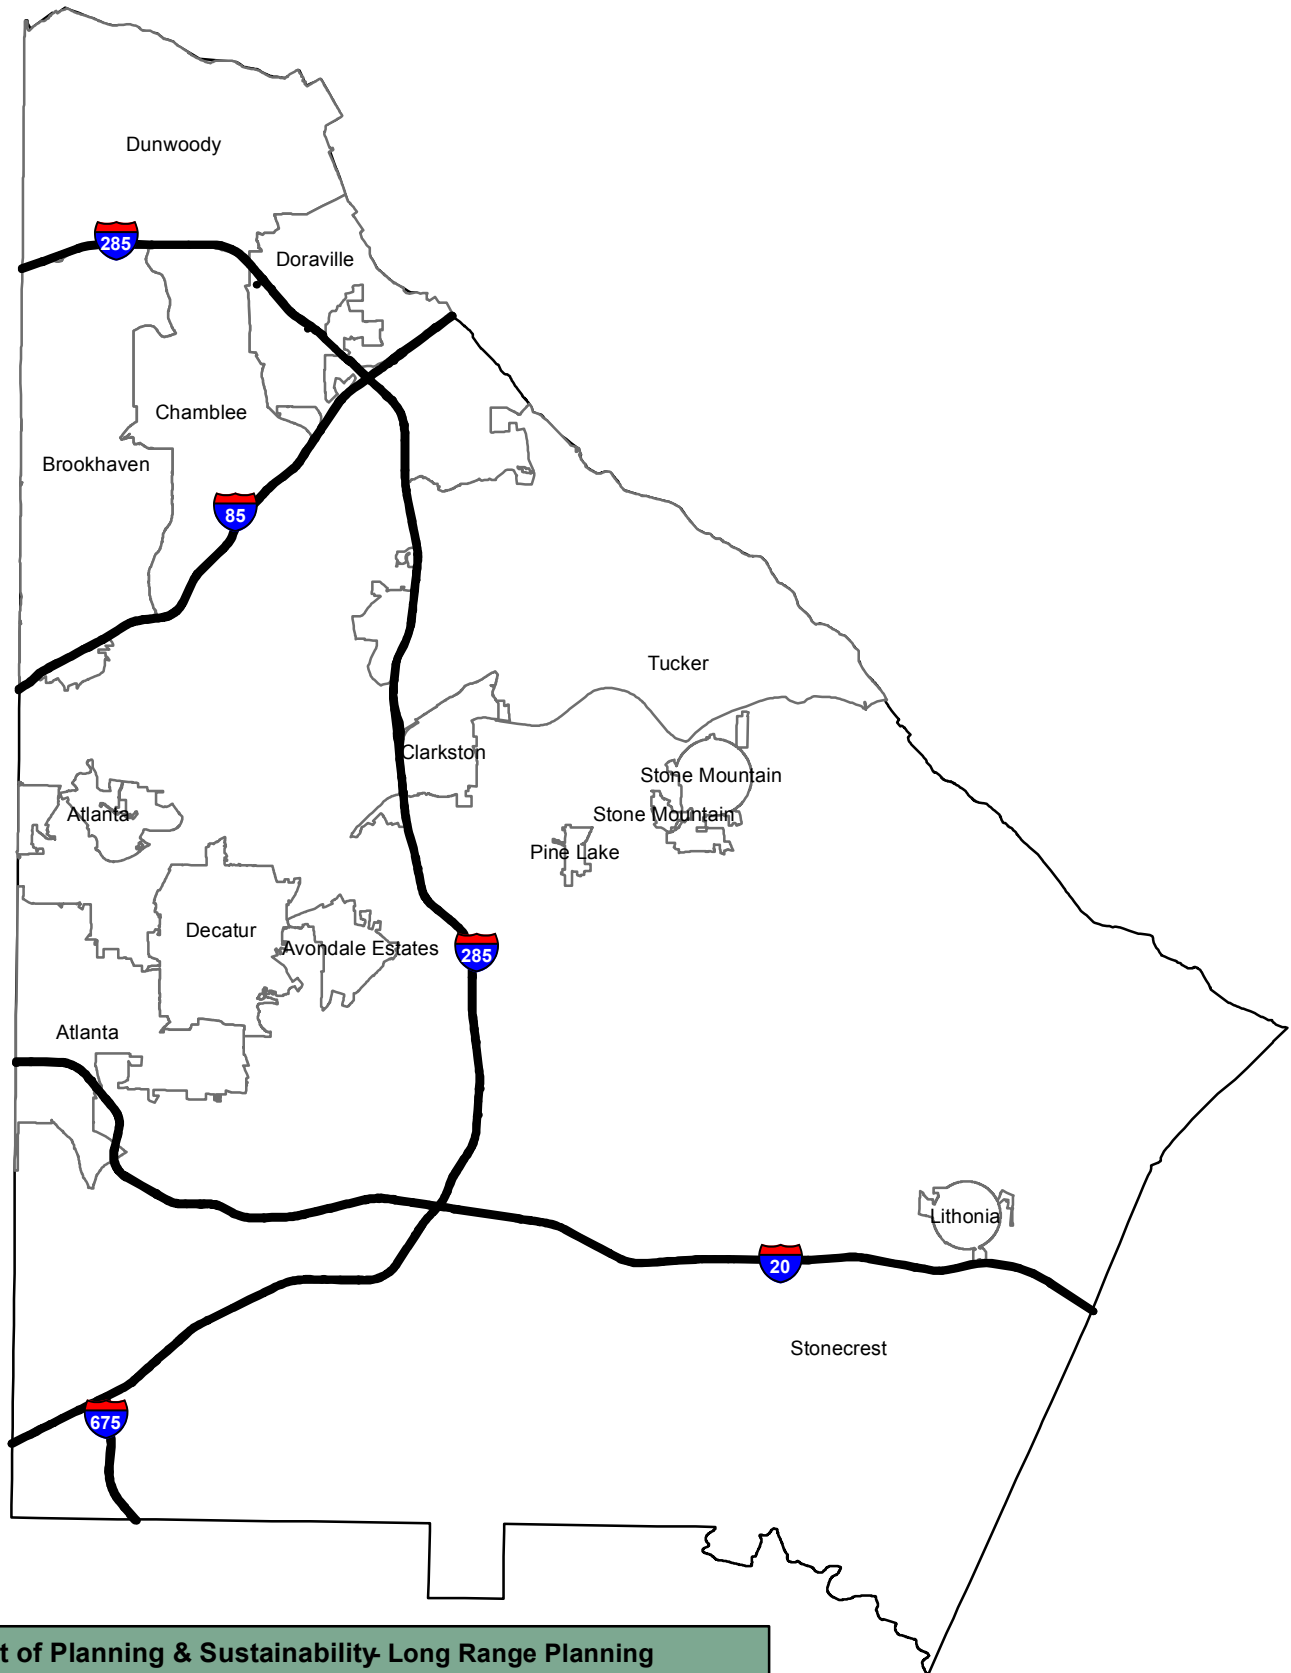 Dunwoody
285
Doraville
Chamblee
Brookhaven
85
Tucker
Clarkston
Stone Mountain
Atlanta
Stone Mountain
Pine Lake
Decatur
Avondale Estates
285
Atlanta
Lithonia
20
Stonecrest
675
t of Planning & Sustainability- Long Range Planning